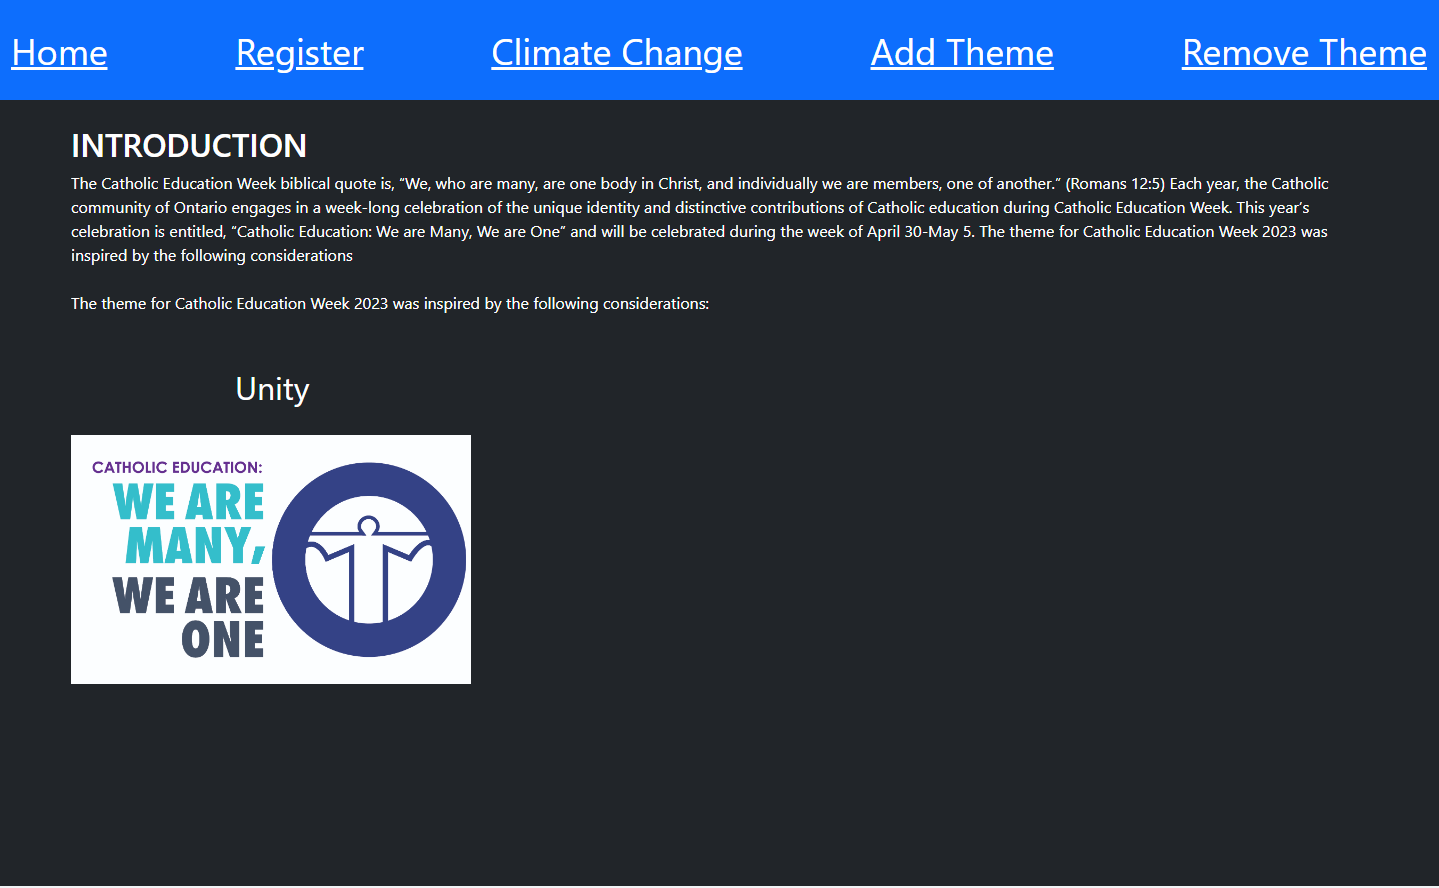 Home Register Climate Change Add Theme Remove Theme
INTRODUCTION
The Catholic Education Week biblical quote is, “We, who are many, are one body in Christ, and individually we are members, one of another.” (Romans 12:5) Each year, the Catholic
community of Ontario engages in a week-long celebration of the unique identity and distinctive contributions of Catholic education during Catholic Education Week. This year’s
celebration is entitled, “Catholic Education: We are Many, We are One” and will be celebrated during the week of April 30-May 5. The theme for Catholic Education Week 2023 was
inspired by the following considerations
The theme for Catholic Education Week 2023 was inspired by the following considerations:
Unity
CATHOLIC EDUCATION:
WE ARE
MANY,
WE ARE
ONE